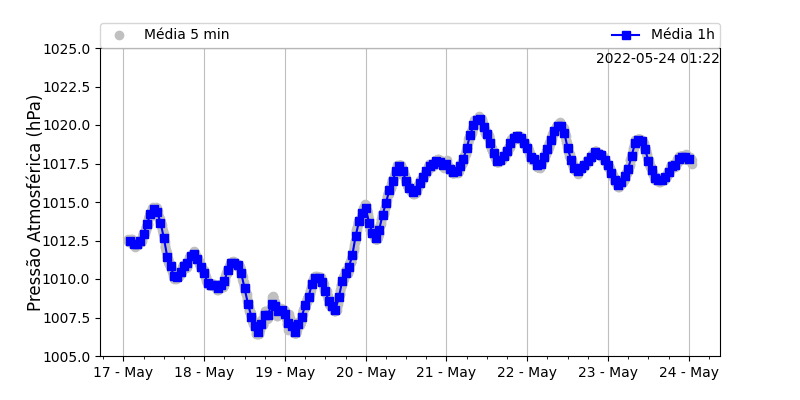 Média 5 min
Média 1h
2022-05-24 01:22
Pressão Atmosférica (hPa)
1025.0
1022.5
1020.0
1017.5
1015.0
1012.5
1010.0
1007.5
1005.0
17 - May
18 - May
19 - May
20 - May
21 - May
22 - May
23 - May
24 - May